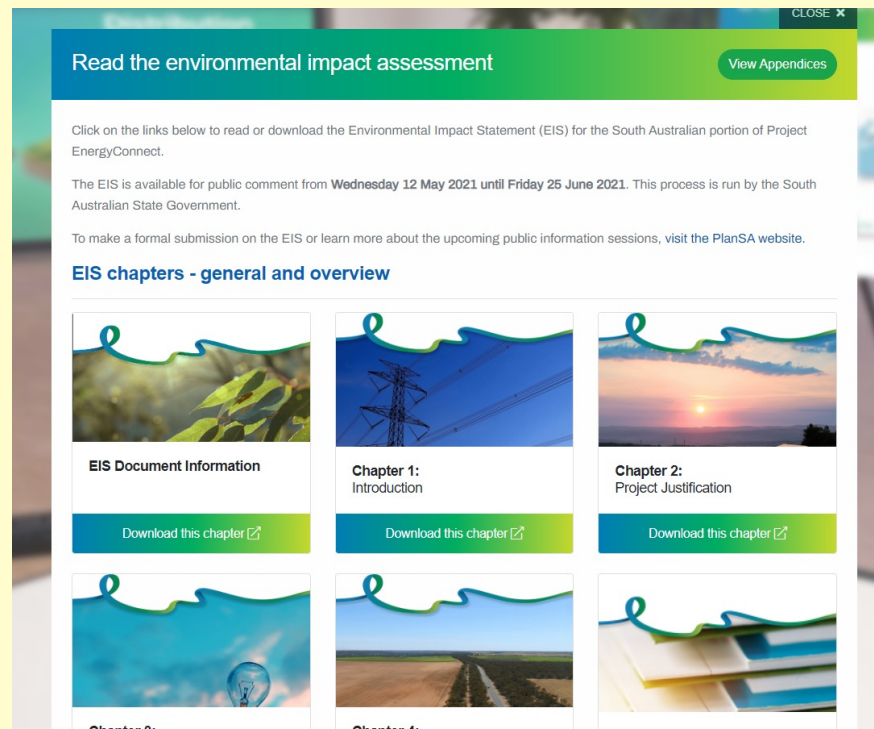 Distribution
CLOSE ×
Read the environmental impact assessment
View Appendices
Click on the links below to read or download the Environmental Impact Statement (EIS) for the South Australian portion of Project
EnergyConnect.
The EIS is available for public comment from Wednesday 12 May 2021 until Friday 25 June 2021. This process is run by the South
Australian State Government.
To make a formal submission on the EIS or learn more about the upcoming public information sessions, visit the PlanSA website.
EIS chapters - general and overview
EIS Document Information
Chapter 1:
Introduction
Chapter 2:
Project Justification
Download this chapter
Download this chapter
Download this chapter
Chapter 3:
Chapter 4: